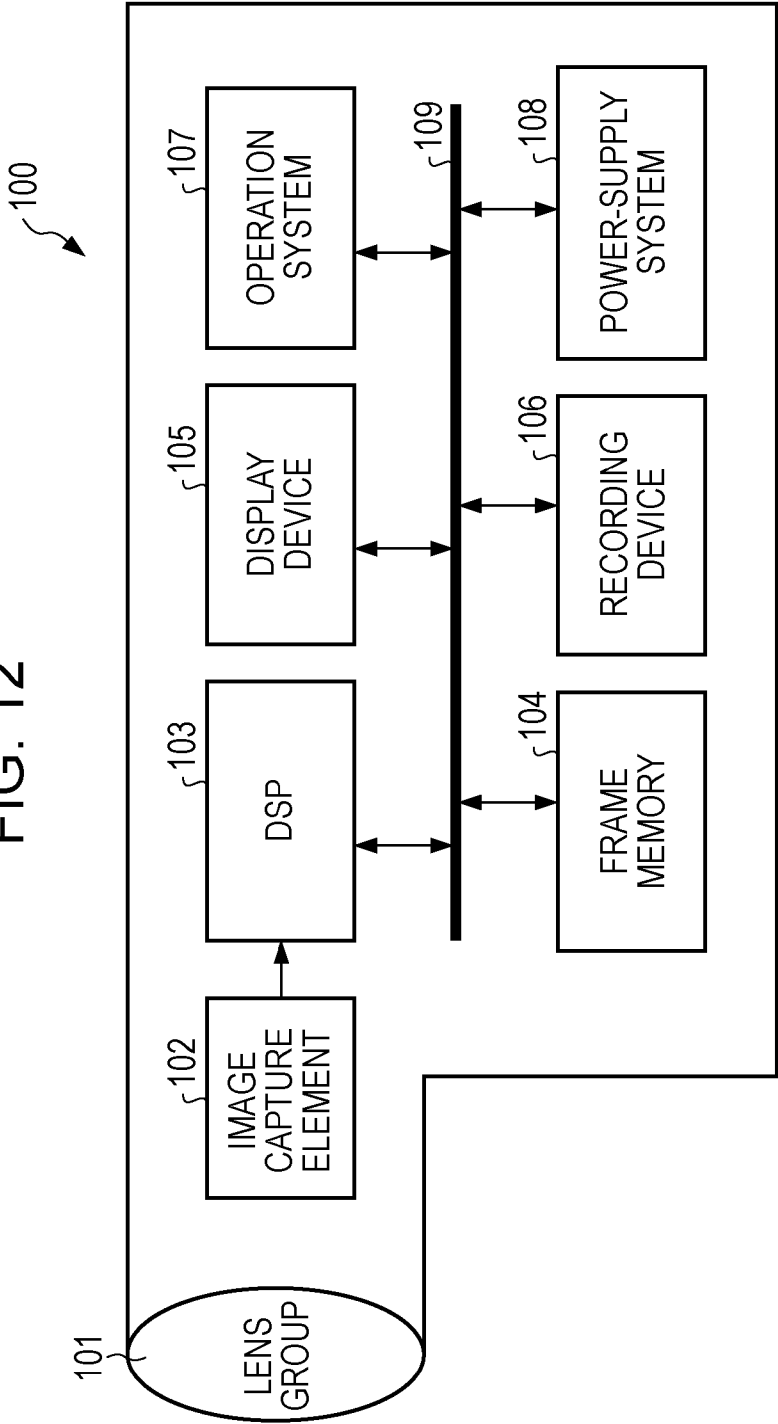 FIG. 12
100
101
LENS
GROUP
102
IMAGE
CAPTURE
ELEMENT
103
DSP
105
DISPLAY
DEVICE
107
OPERATION
SYSTEM
109
104
FRAME
MEMORY
106
RECORDING
DEVICE
108
POWER-SUPPLY
SYSTEM